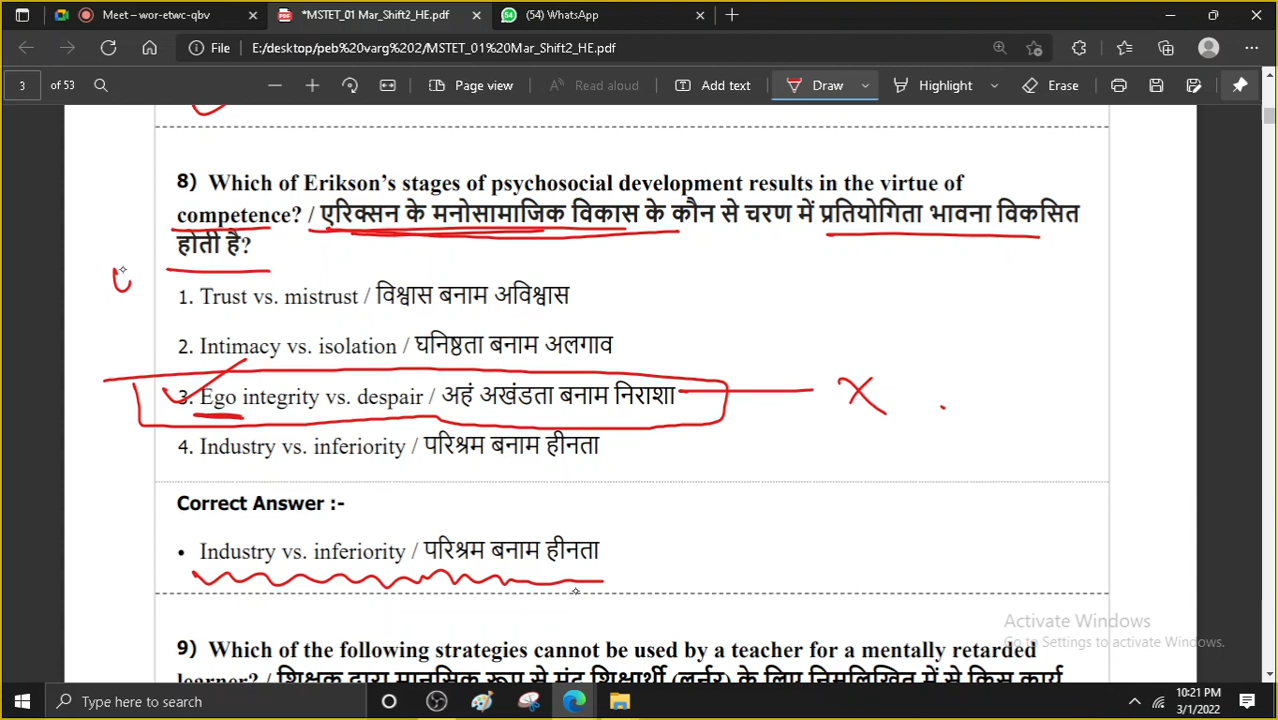 Meet – wor-etwc-qbv
*MSTET_01 Mar_Shift2_HE.pdf
(54) WhatsApp
File
E:/desktop/peb%20varg%202/MSTET_01%20Mar_Shift2_HE.pdf
3 of 53
Page view
Read aloud
Add text
Draw
Highlight
Erase
8) Which of Erikson's stages of psychosocial development results in the virtue of
competence? / एरिक्सन के मनोसामाजिक विकास के कौन से चरण में प्रतियोगिता भावना विकसित
होती है?
1. Trust vs. mistrust / विश्वास बनाम अविश्वास
2. Intimacy vs. isolation / घनिष्ठता बनाम अलगाव
3. Ego integrity vs. despair / अहं अखंडता बनाम निराशा
4. Industry vs. inferiority / परिश्रम बनाम हीनता
Correct Answer :-
• Industry vs. inferiority / परिश्रम बनाम हीनता
9) Which of the following strategies cannot be used by a teacher for a mentally retarded
learner? / शिक्षक द्वारा मानसिक रूप से मंद शिक्षार्थी (लर्नर) के लिए निम्नलिखित में से किस कार्य
Activate Windows
Go to Settings to activate Windows.
Type here to search
10:21 PM
3/1/2022